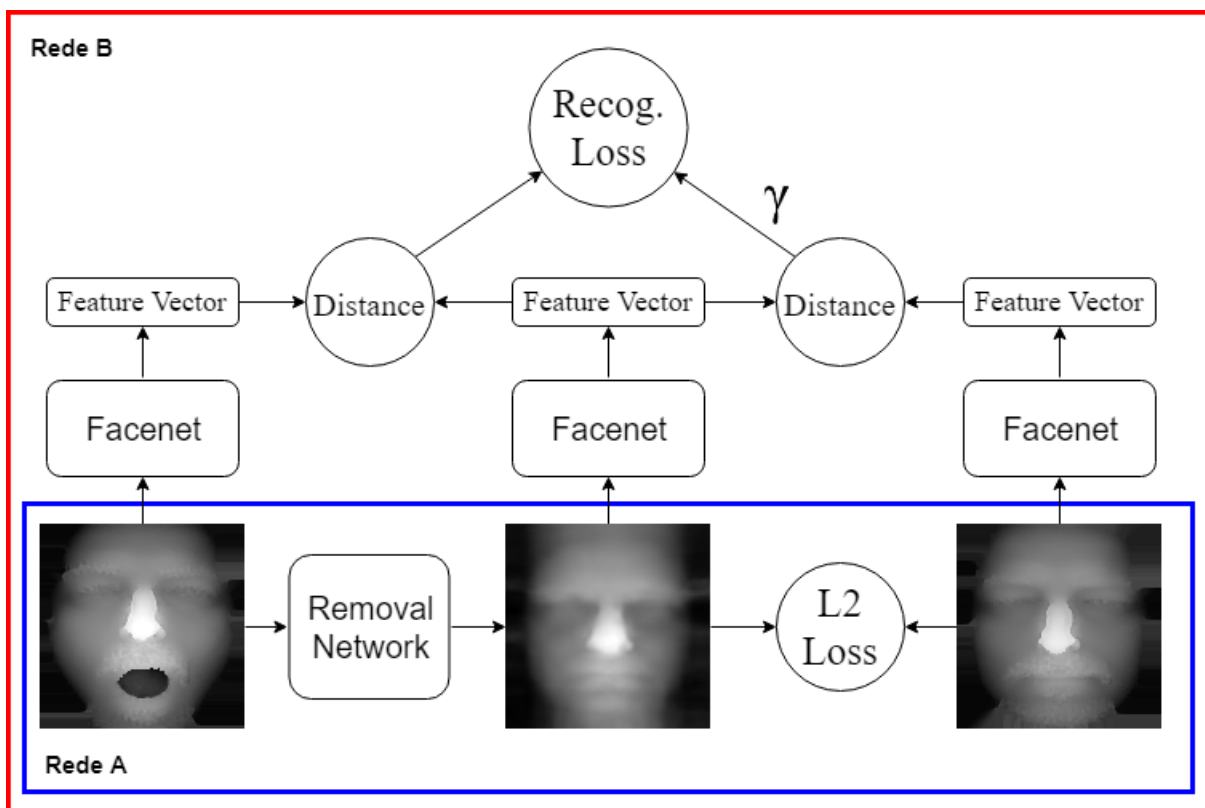 Rede B
Recog.
Loss
γ
Feature Vector
Distance
Feature Vector
Distance
Feature Vector
Facenet
Facenet
Facenet
Removal
Network
L2
Loss
Rede A